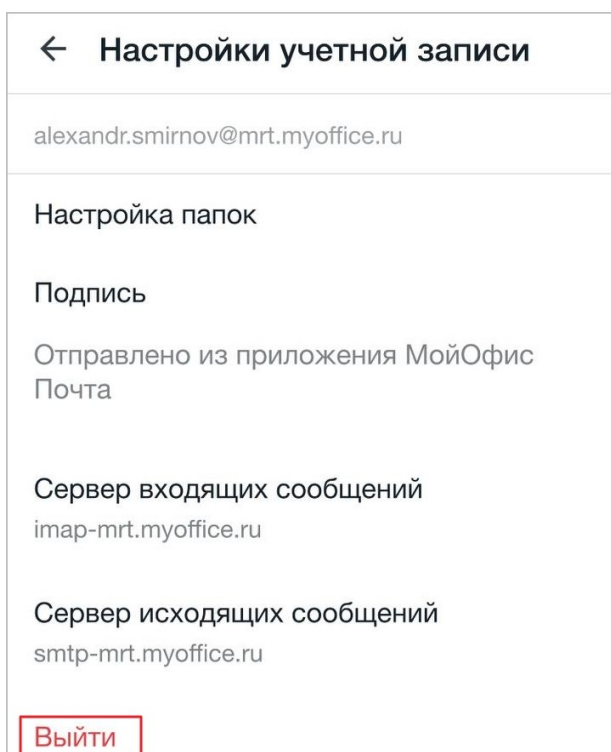 Настройки учетной записи
alexandr.smirnov@mrt.myoffice.ru
Настройка папок
Подпись
Отправлено из приложения МойОфис
Почта
Сервер входящих сообщений
imap-mrt.myoffice.ru
Сервер исходящих сообщений
smtp-mrt.myoffice.ru
Выйти